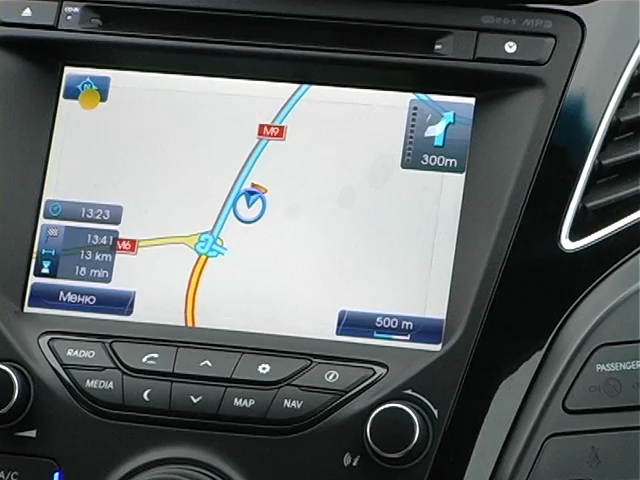 MP3
M9
300m
13:23
13:41
M6
13 km
18 min
Меню
500 m
RADIO
MEDIA
MAP
NAV
PASSENGER
A/C